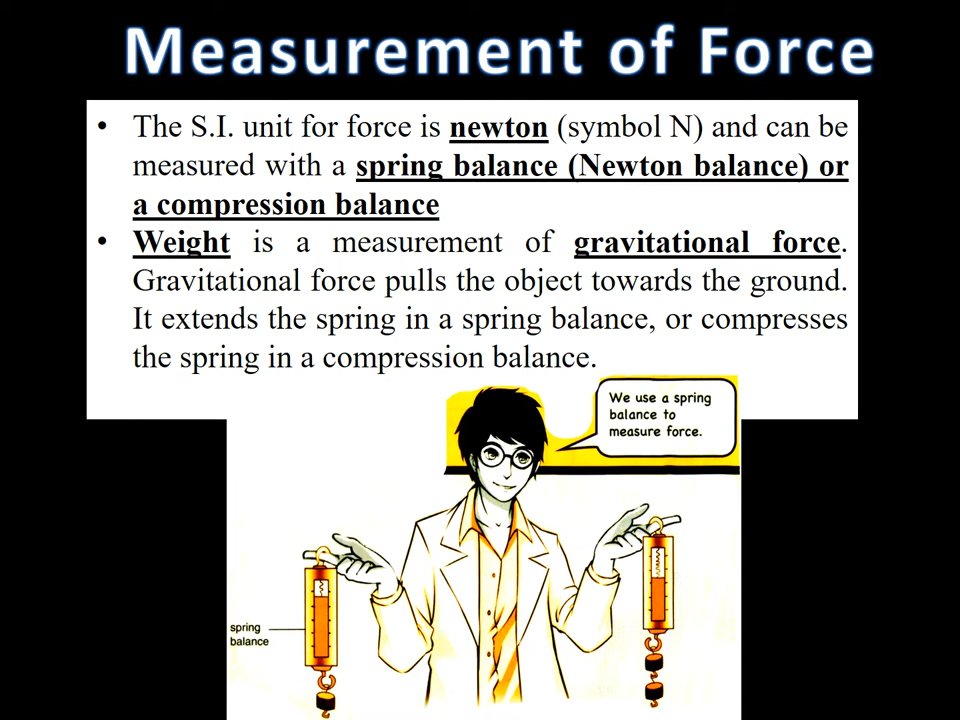 Measurement of Force
• The S.I. unit for force is newton (symbol N) and can be
measured with a spring balance (Newton balance) or
a compression balance
• Weight is a measurement of gravitational force.
Gravitational force pulls the object towards the ground.
It extends the spring in a spring balance, or compresses
the spring in a compression balance.
We use a spring
balance to
measure force.
spring
balance